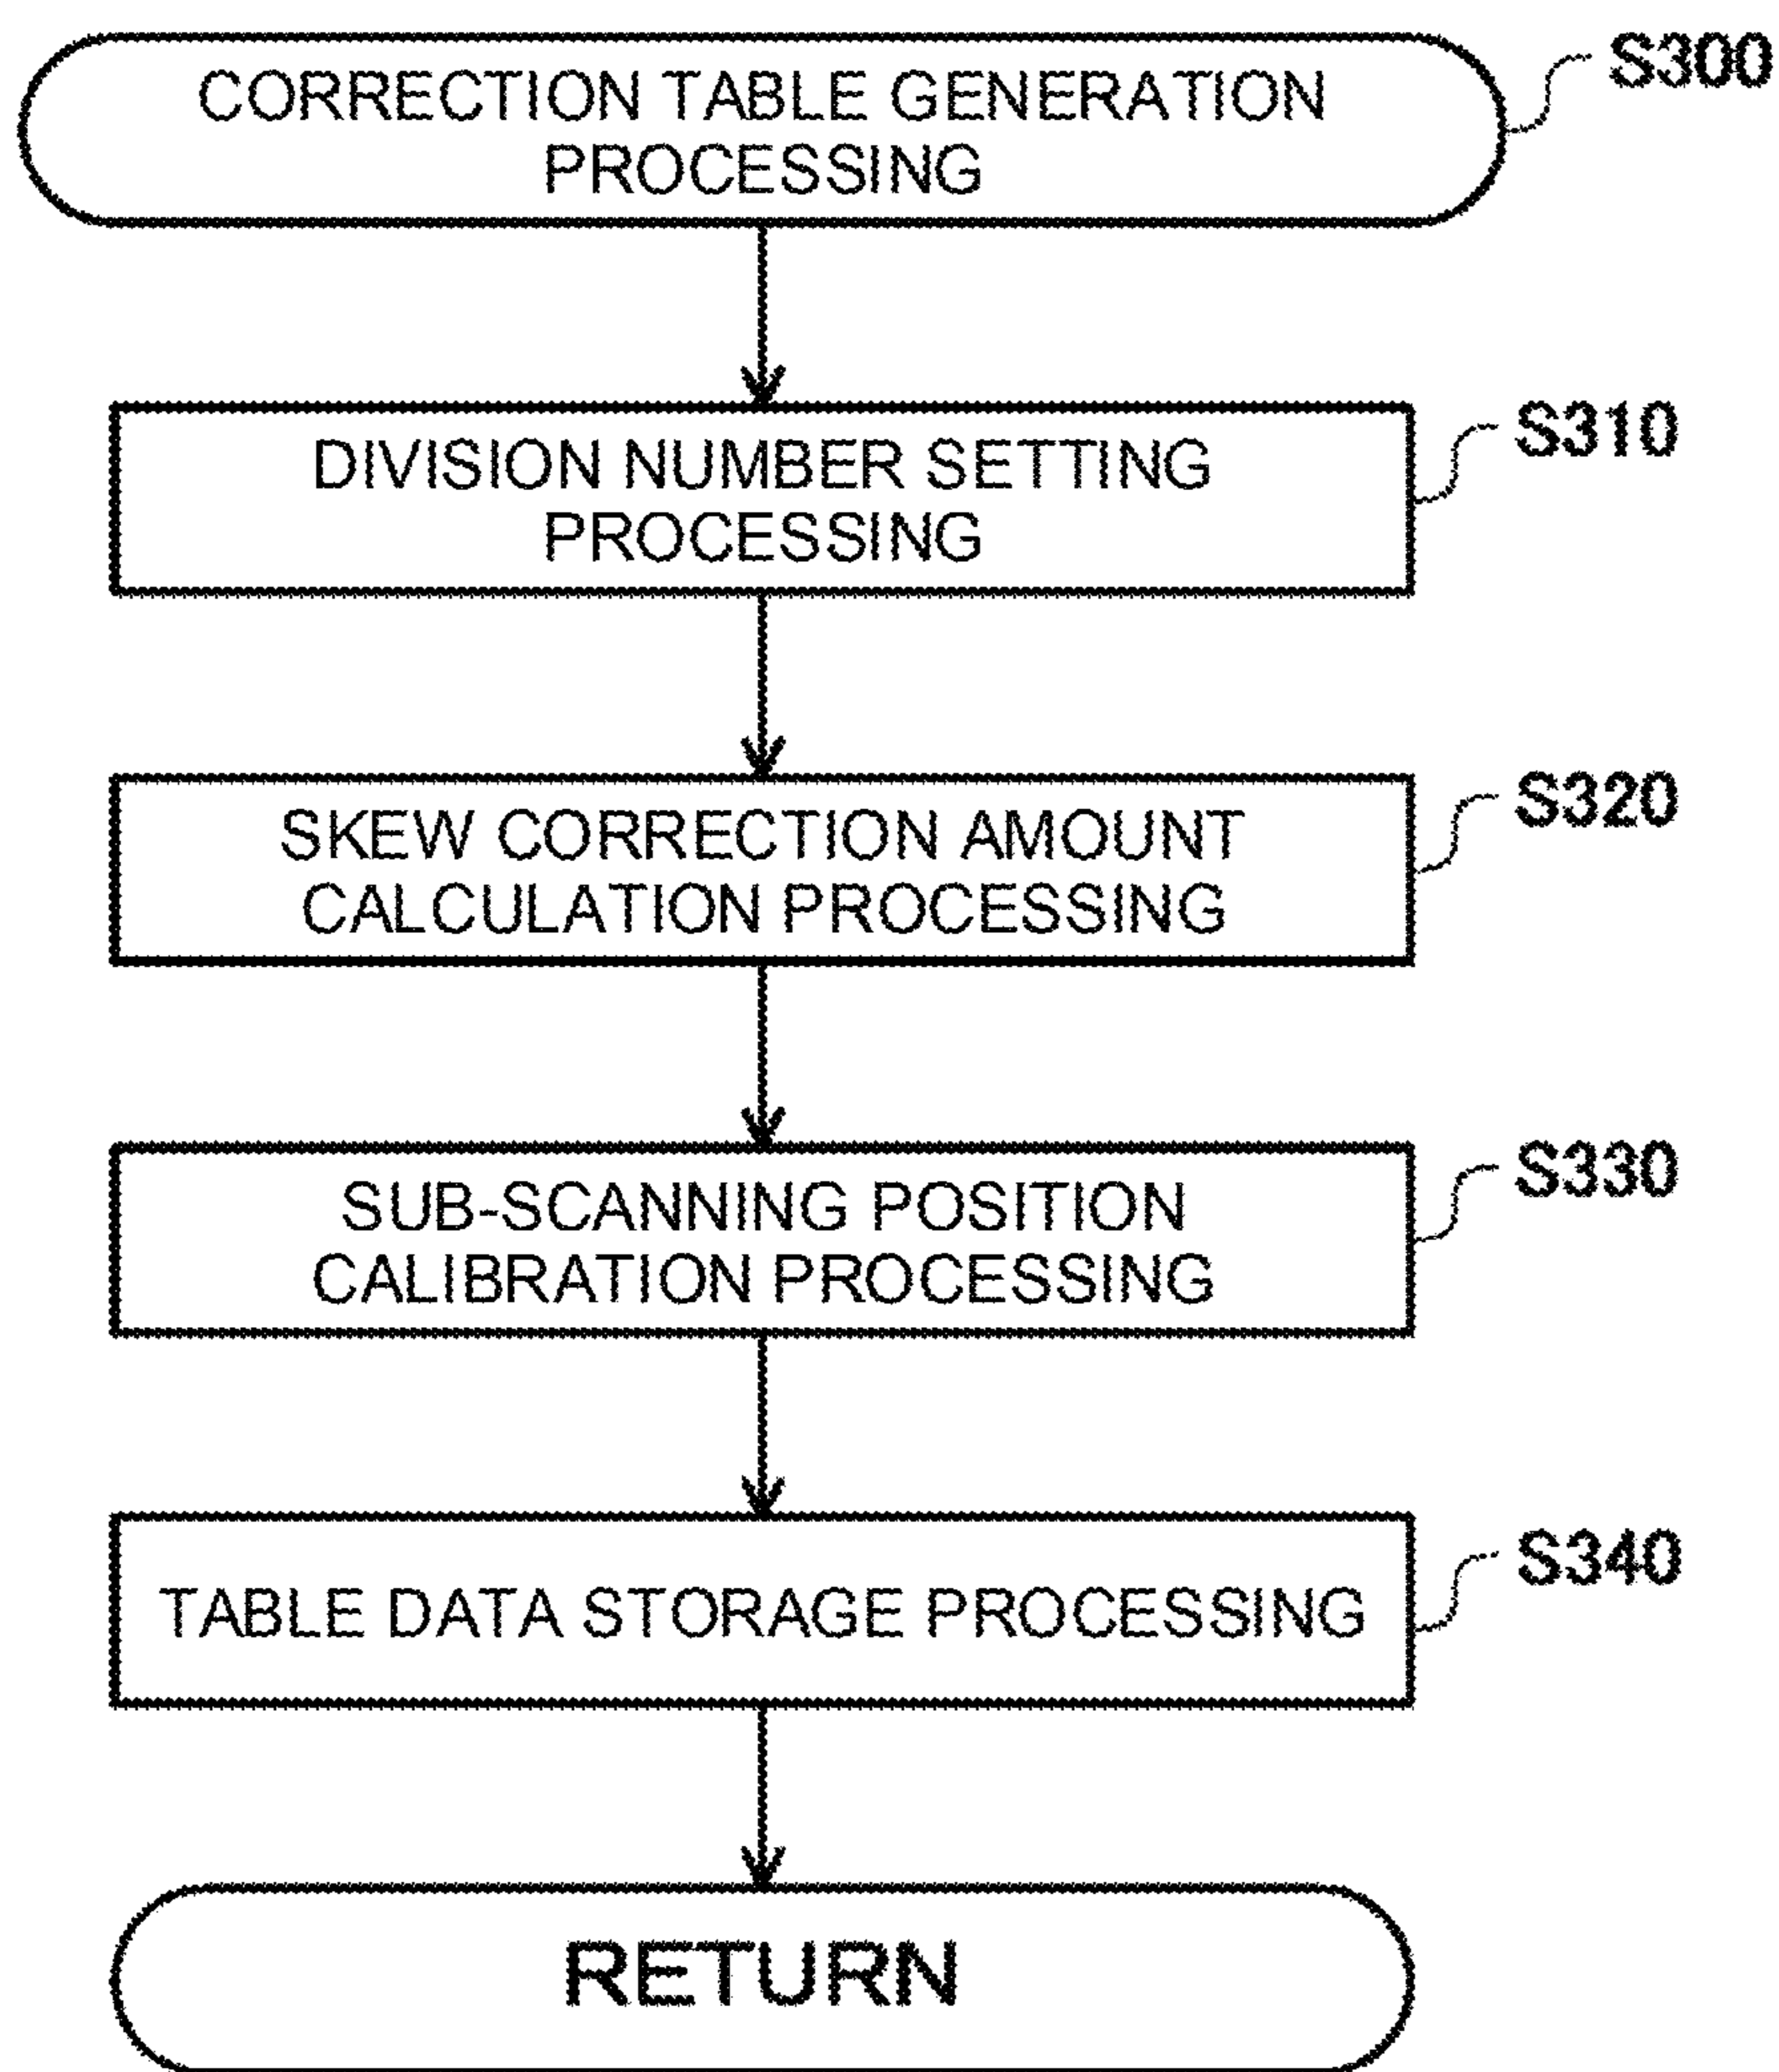 CORRECTION TABLE GENERATION
PROCESSING
S300
DIVISION NUMBER SETTING
PROCESSING
S310
SKEW CORRECTION AMOUNT
CALCULATION PROCESSING
S320
SUB-SCANNING POSITION
CALIBRATION PROCESSING
S330
TABLE DATA STORAGE PROCESSING
S340
RETURN